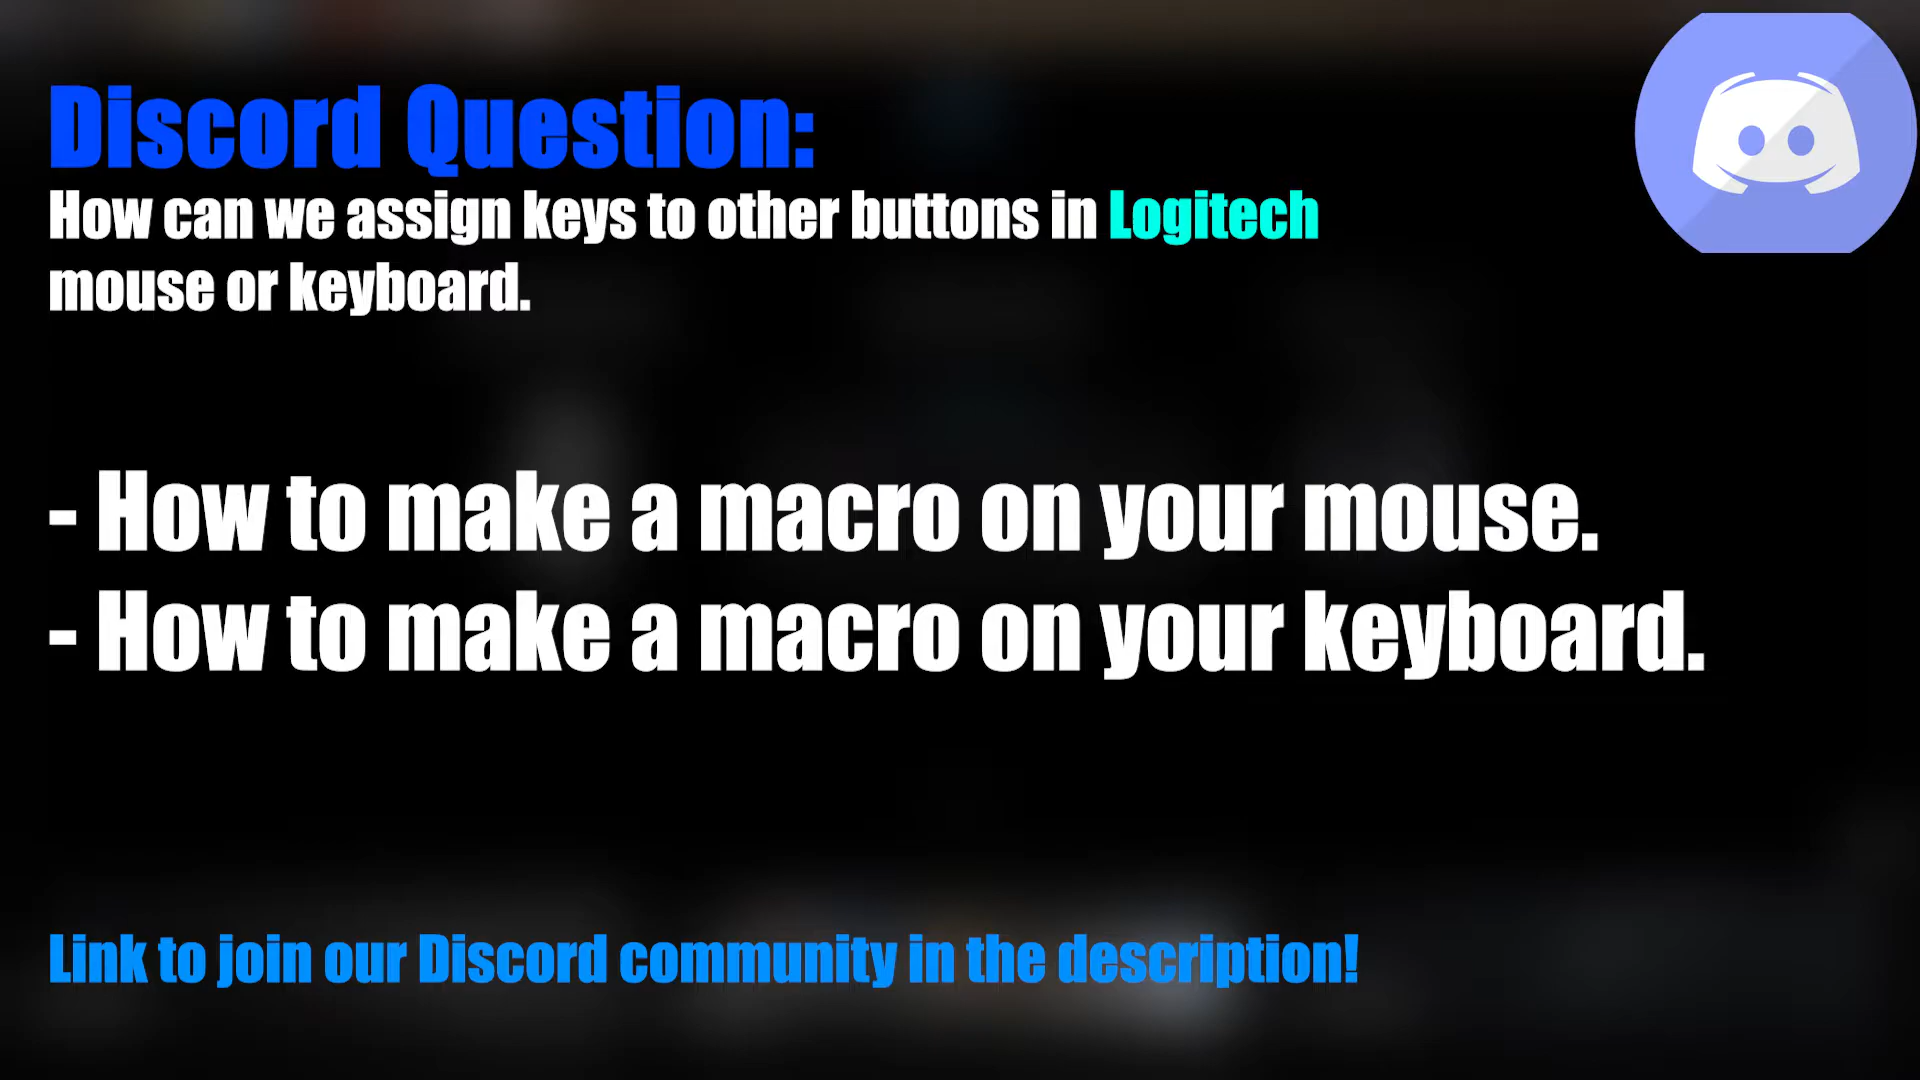 Discord Question:
How can we assign keys to other buttons in Logitech
mouse or keyboard.
- How to make a macro on your mouse.
- How to make a macro on your keyboard.
Link to join our Discord community in the description!